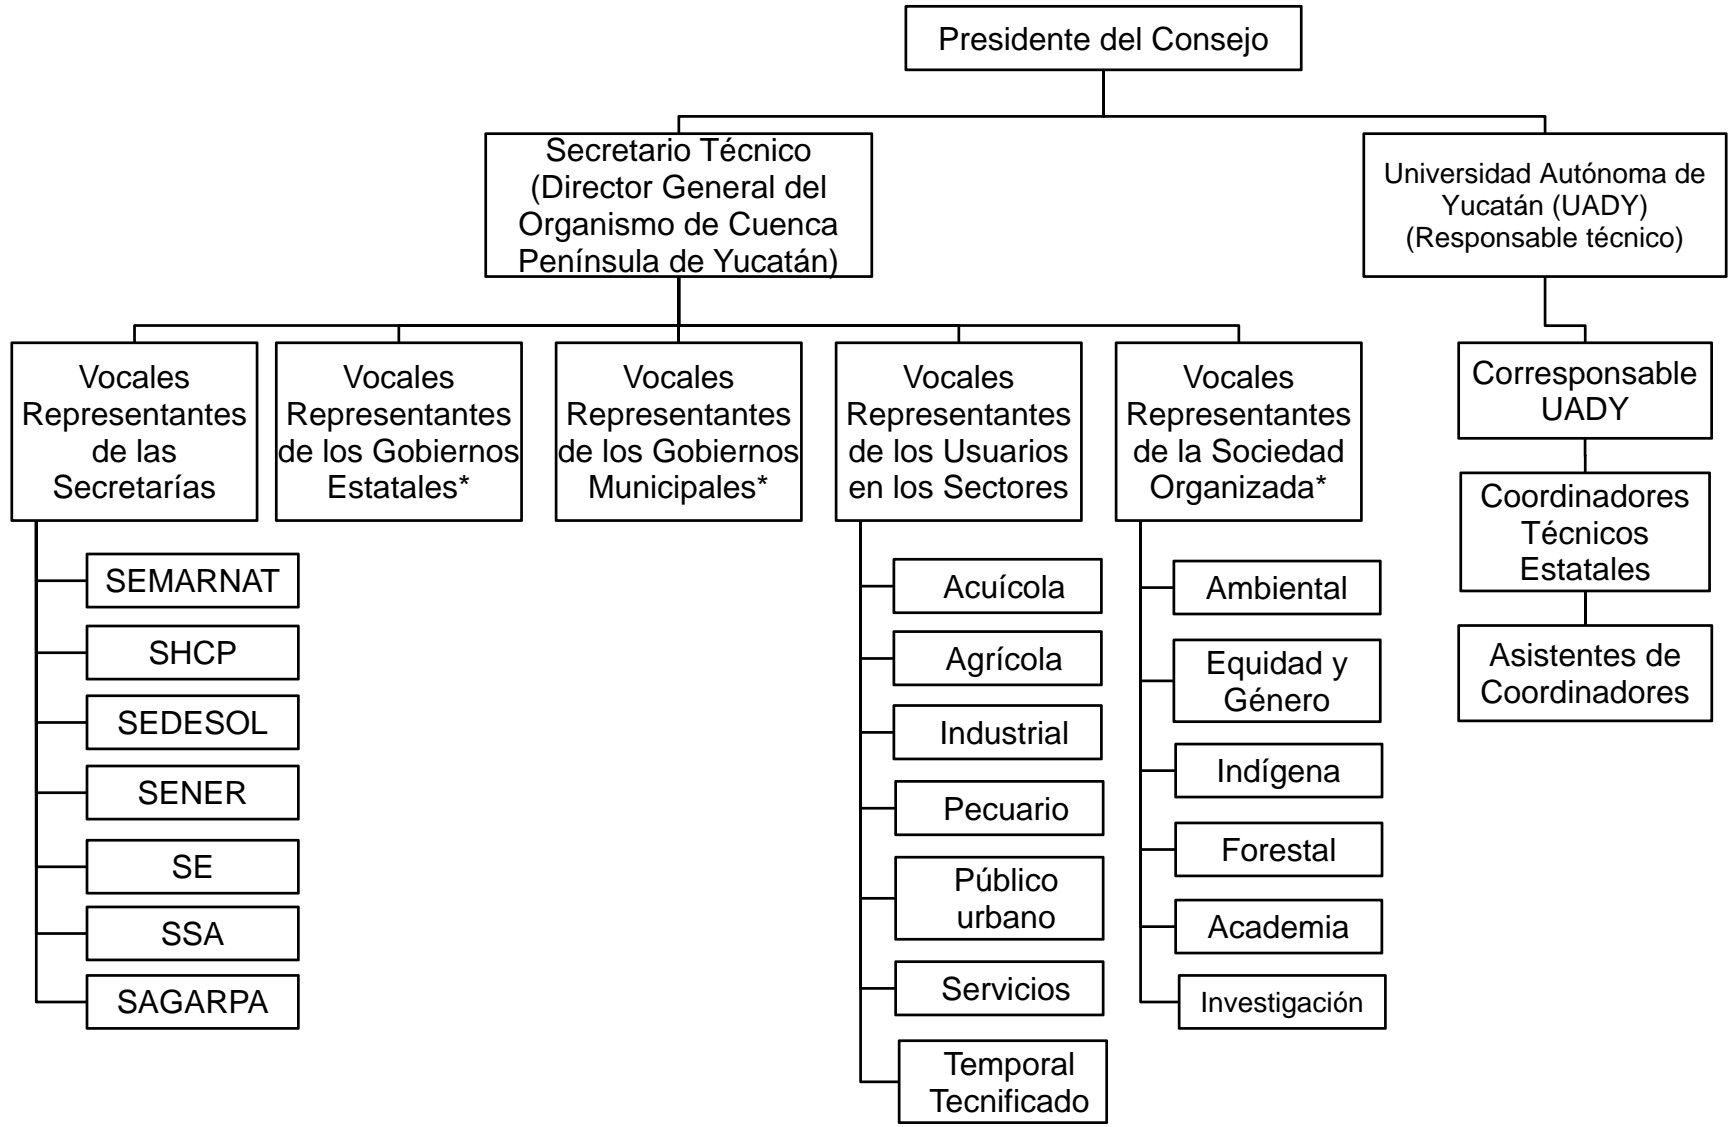 Presidente del Consejo
Secretario Técnico
(Director General del
Organismo de Cuenca
Península de Yucatán)
Universidad Autónoma de
Yucatán (UADY)
(Responsable técnico)
Vocales
Representantes
de las
Secretarías
Vocales
Representantes
de los Gobiernos
Estatales*
Vocales
Representantes
de los Gobiernos
Municipales*
Vocales
Representantes
de los Usuarios
en los Sectores
Vocales
Representantes
de la Sociedad
Organizada*
Corresponsable
UADY
Coordinadores
Técnicos
Estatales
Asistentes de
Coordinadores
SEMARNAT
SHCP
SEDESOL
SENER
SE
SSA
SAGARPA
Acuícola
Agrícola
Industrial
Pecuario
Público
urbano
Servicios
Temporal
Tecnificado
Ambiental
Equidad y
Género
Indígena
Forestal
Academia
Investigación